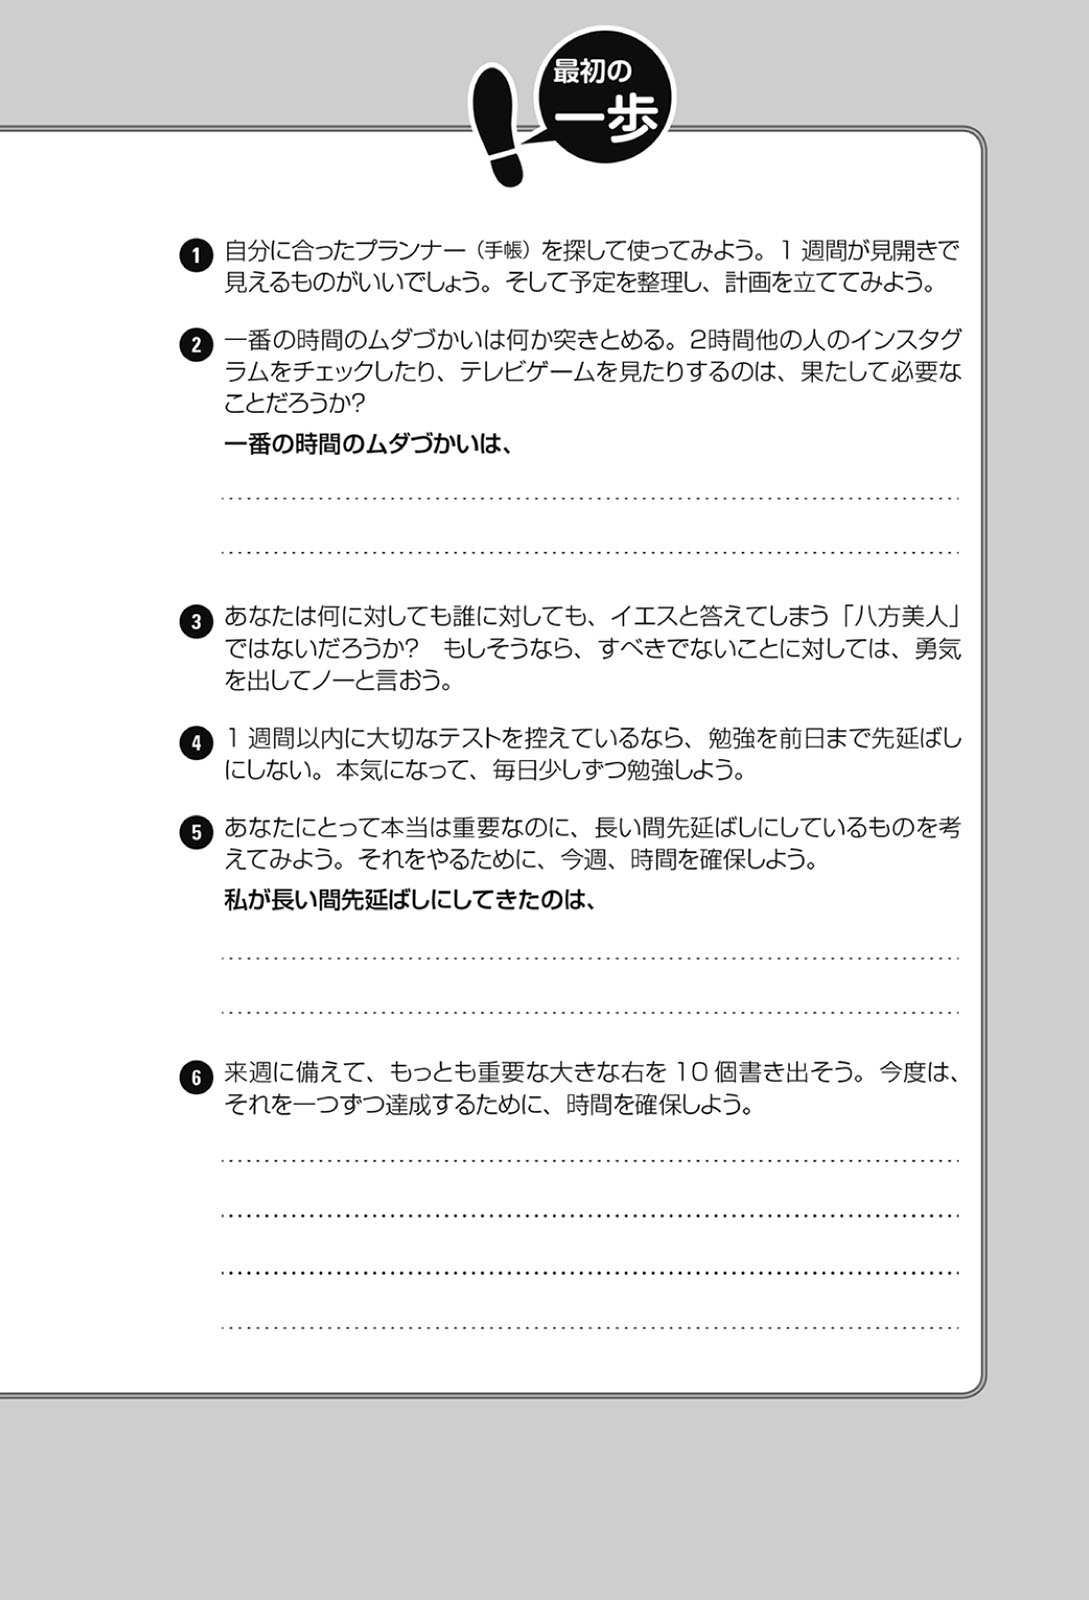 最初の
一歩
1 自分に合ったプランナー（手帳）を探して使ってみよう。1 週間が見開きで
見えるものがいいでしょう。そして予定を整理し、計画を立ててみよう。
2 一番の時間のムダづかいは何か突きとめる。2時間他の人のインスタグ
ラムをチェックしたり、テレビゲームを見たりするのは、果たして必要な
ことだろうか?
一番の時間のムダづかいは、
3 あなたは何に対しても誰に対しても、イエスと答えてしまう「八方美人」
ではないだろうか?　もしそうなら、すべきでないことに対しては、勇気
を出してノーと言おう。
4 1 週間以内に大切なテストを控えているなら、勉強を前日まで先延ばし
にしない。本気になって、毎日少しずつ勉強しよう。
5 あなたにとって本当は重要なのに、長い間先延ばしにしているものを考
えてみよう。それをやるために、今週、時間を確保しよう。
私が長い間先延ばしにしてきたのは、
6 来週に備えて、もっとも重要な大きな右を 10 個書き出そう。今度は、
それを一つずつ達成するために、時間を確保しよう。